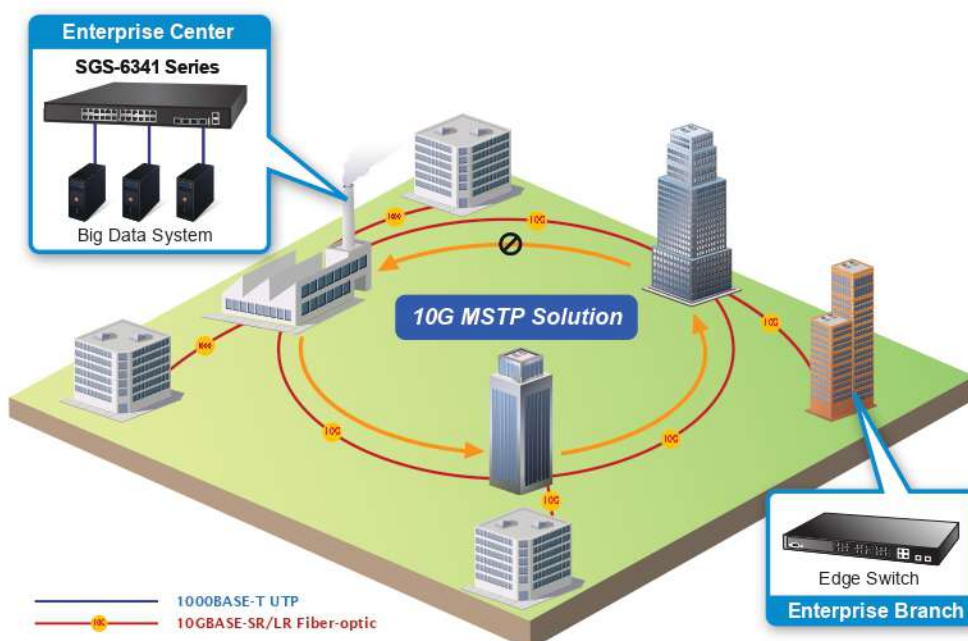 Enterprise Center
SGS-6341 Series
Big Data System
10G
10G
10G MSTP Solution
10G
10G
10G
Edge Switch
Enterprise Branch
1000BASE-T UTP
10GBASE-SR/LR Fiber-optic